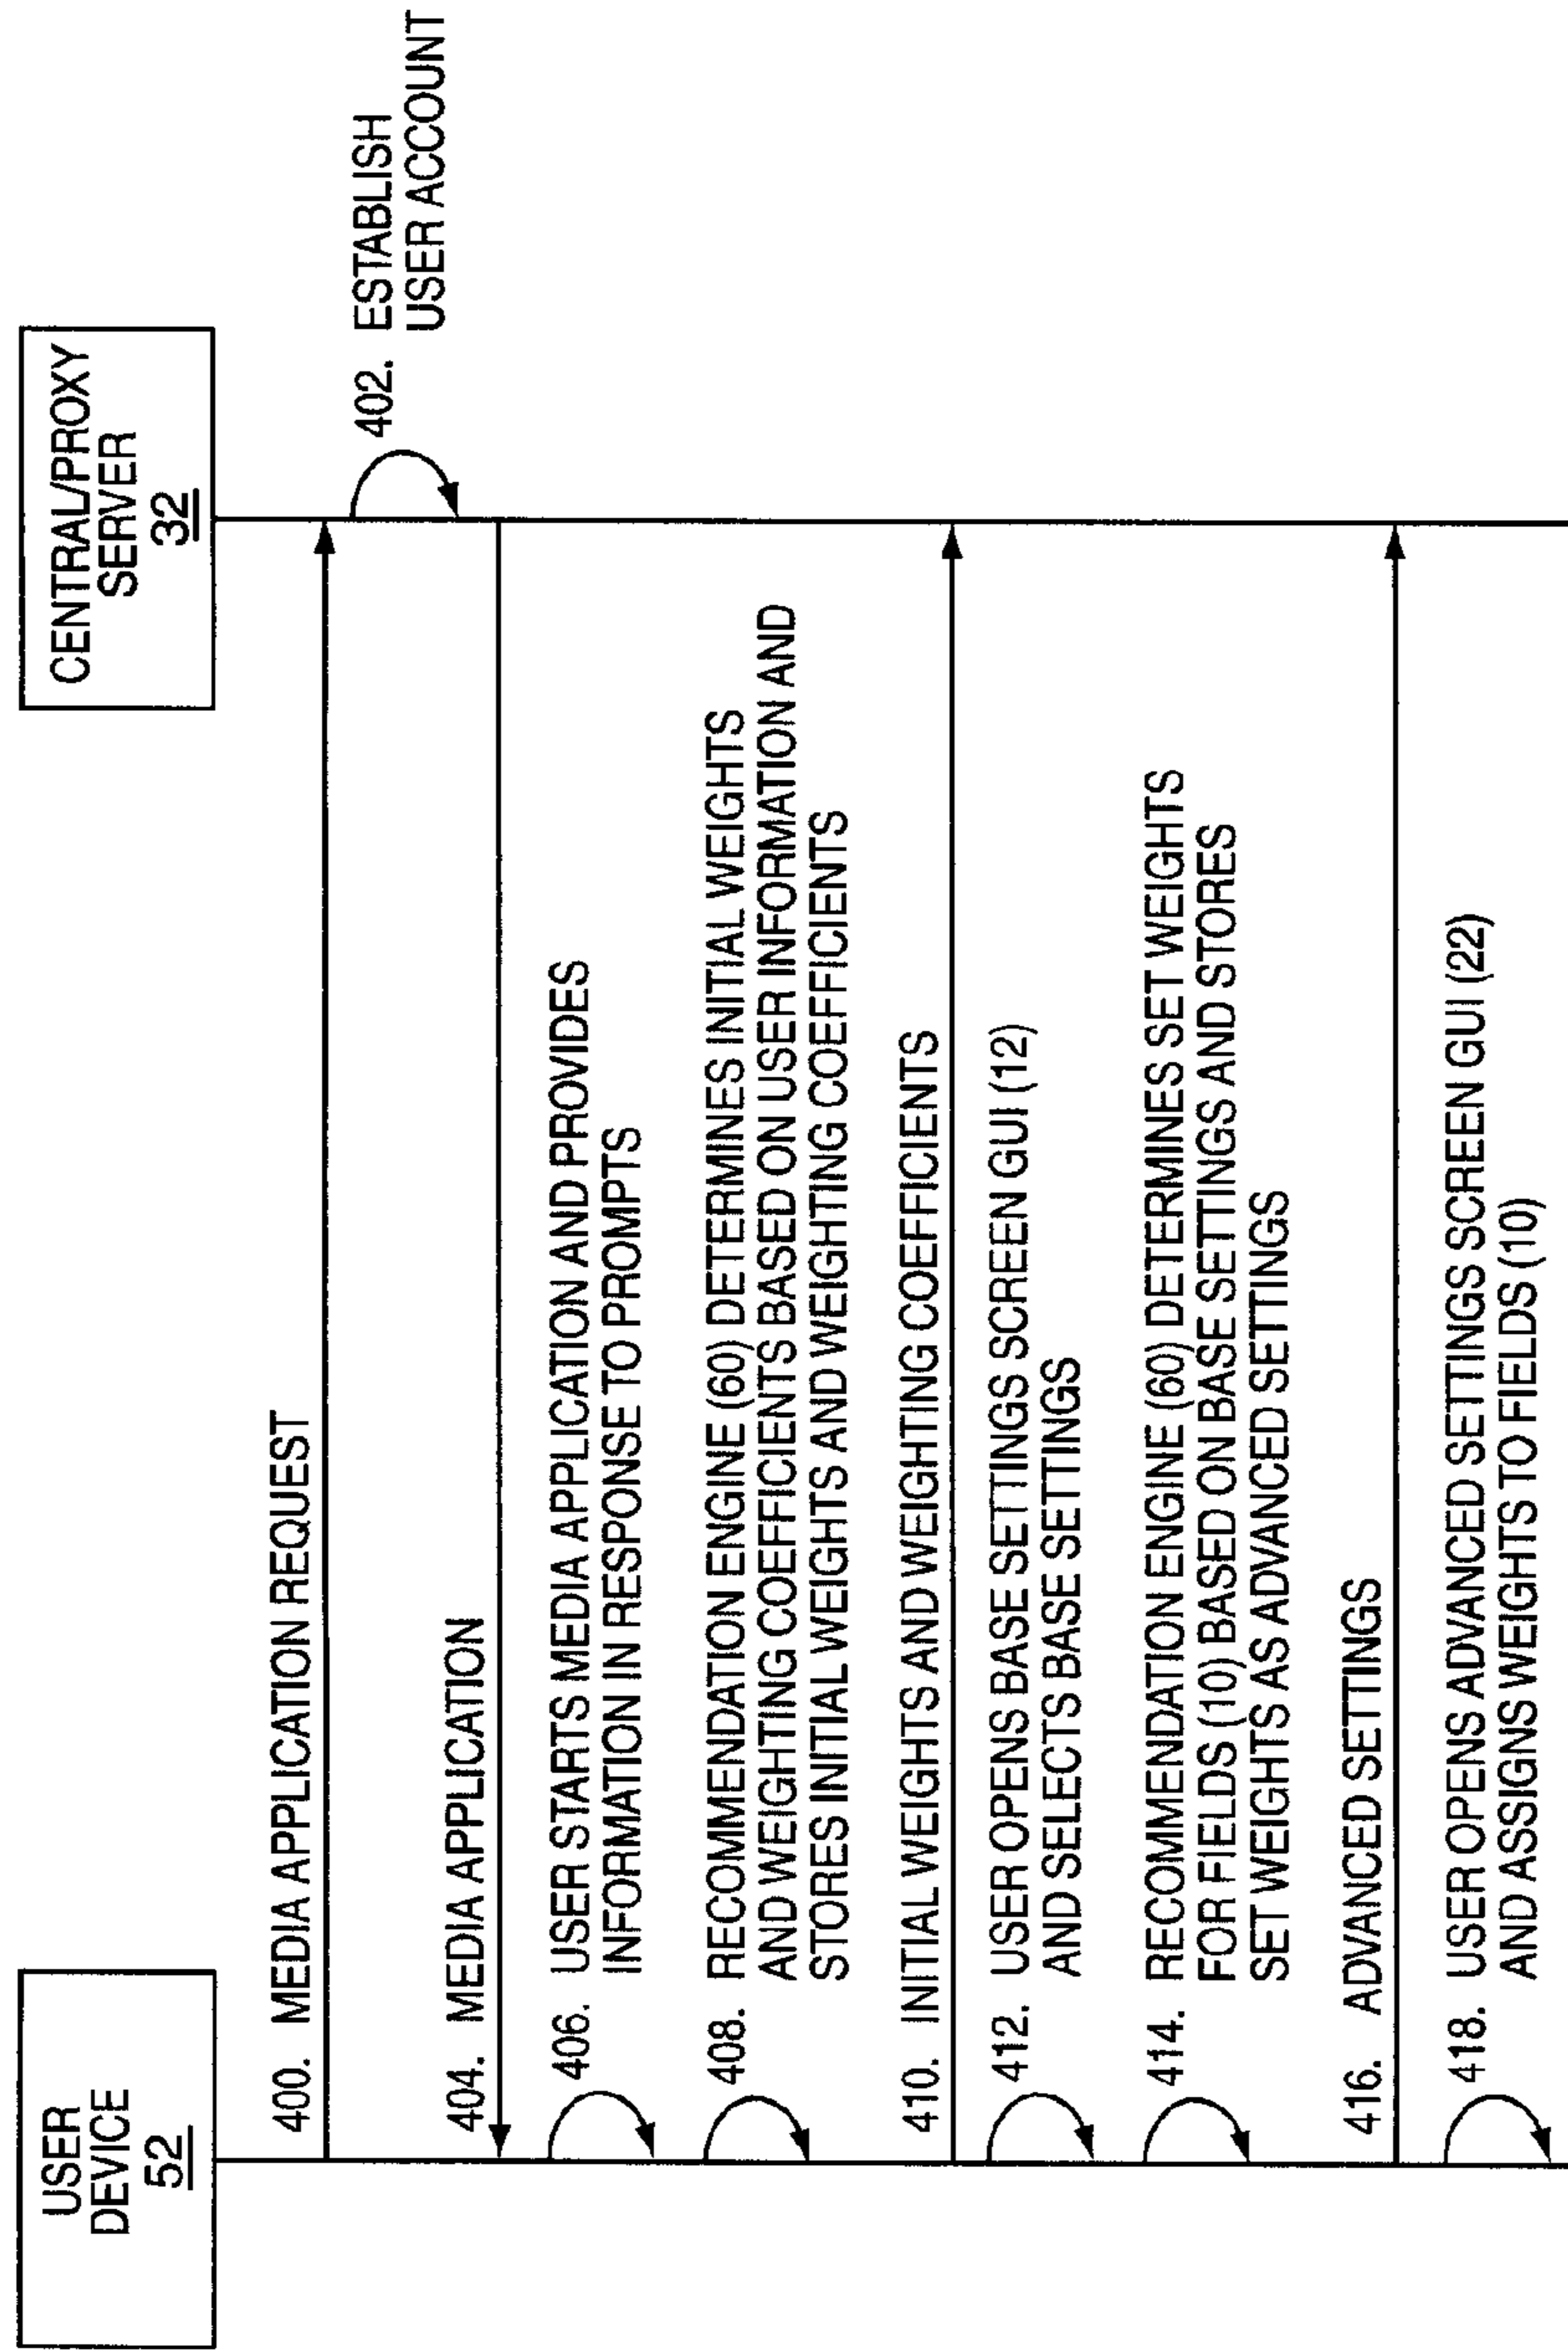 USER
DEVICE
52
CENTRAL/PROXY
SERVER
32
400. MEDIA APPLICATION REQUEST
402. ESTABLISH
USER ACCOUNT
404. MEDIA APPLICATION
406. USER STARTS MEDIA APPLICATION AND PROVIDES
INFORMATION IN RESPONSE TO PROMPTS
408. RECOMMENDATION ENGINE (60) DETERMINES INITIAL WEIGHTS
AND WEIGHTING COEFFICIENTS BASED ON USER INFORMATION AND
STORES INITIAL WEIGHTS AND WEIGHTING COEFFICIENTS
410. INITIAL WEIGHTS AND WEIGHTING COEFFICIENTS
412. USER OPENS BASE SETTINGS SCREEN GUI (12)
AND SELECTS BASE SETTINGS
414. RECOMMENDATION ENGINE (60) DETERMINES SET WEIGHTS
FOR FIELDS (10) BASED ON BASE SETTINGS AND STORES
SET WEIGHTS AS ADVANCED SETTINGS
416. ADVANCED SETTINGS
418. USER OPENS ADVANCED SETTINGS SCREEN GUI (22)
AND ASSIGNS WEIGHTS TO FIELDS (10)